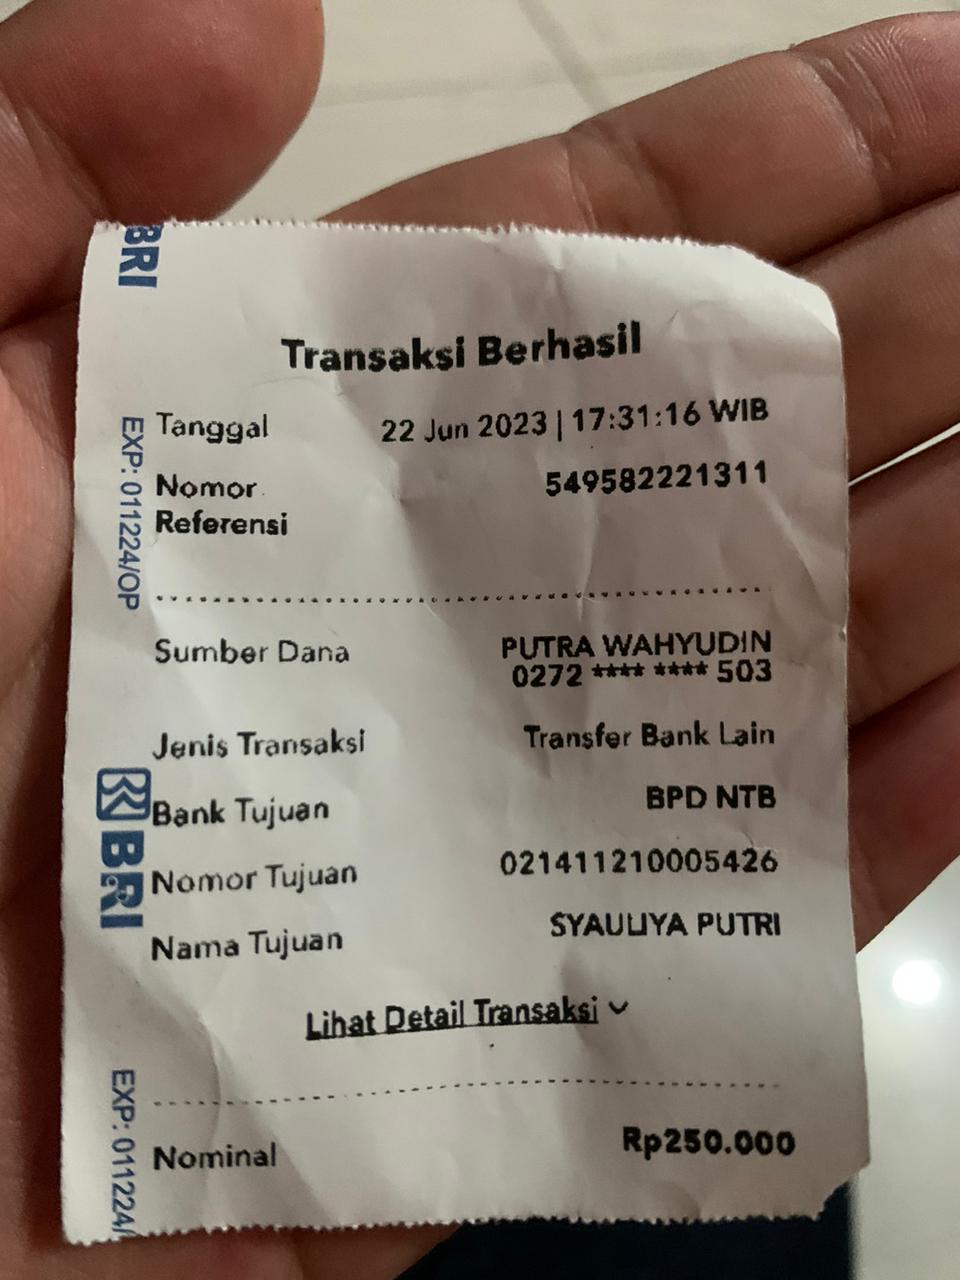 BRI
Transaksi Berhasil
Tanggal 22 Jun 2023 | 17:31:16 WIB
Nomor 549582221311
Referensi
EXP: 011224/OP
Sumber Dana PUTRA WAHYUDIN
0272 **** **** 503
Jenis Transaksi Transfer Bank Lain
Bank Tujuan BPD NTB
BRI
Nomor Tujuan 021411210005426
Nama Tujuan SYAULIYA PUTRI
Lihat Detail Transaksi
EXP: 011224/
Nominal Rp250.000